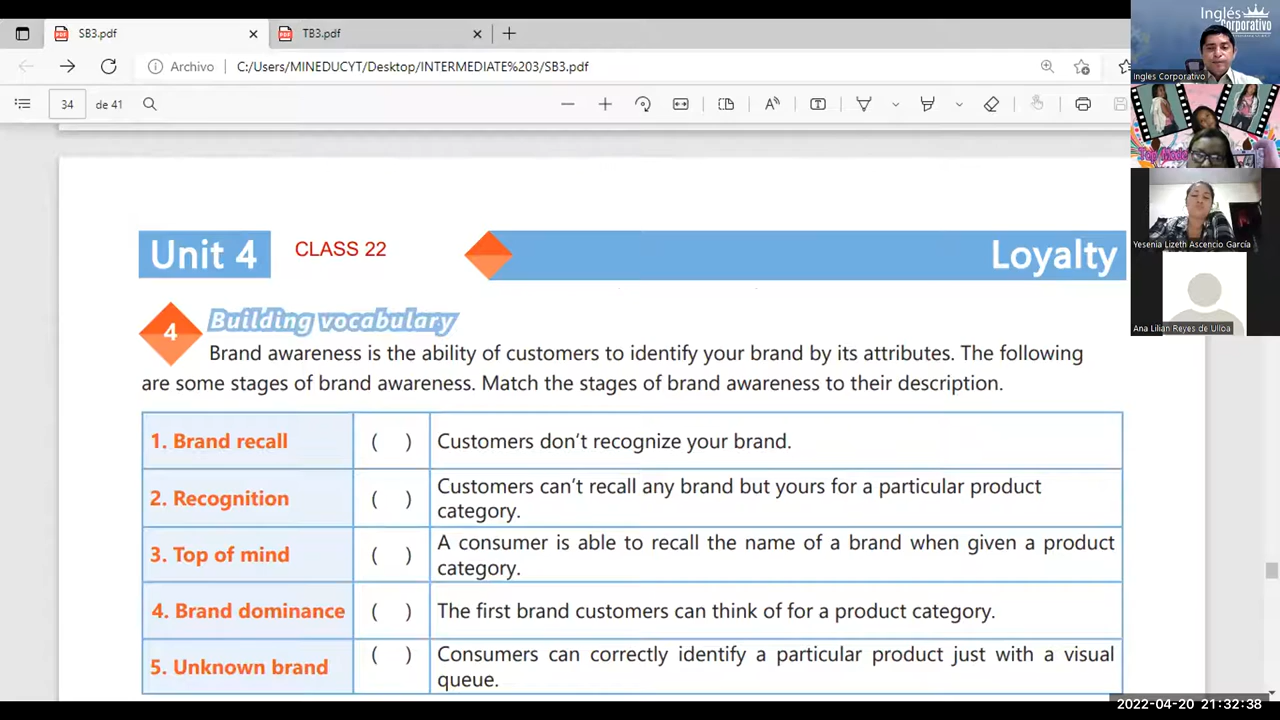 SB3.pdf
TB3.pdf
Archivo
C:/Users/MINEDUCYT/Desktop/INTERMEDIATE%203/SB3.pdf
34
de 41
Unit 4
CLASS 22
Loyalty
4
Building vocabulary
Brand awareness is the ability of customers to identify your brand by its attributes. The following
are some stages of brand awareness. Match the stages of brand awareness to their description.
1. Brand recall ( ) Customers don't recognize your brand.
2. Recognition ( ) Customers can't recall any brand but yours for a particular product
category.
3. Top of mind ( ) A consumer is able to recall the name of a brand when given a product
category.
4. Brand dominance ( ) The first brand customers can think of for a product category.
5. Unknown brand ( ) Consumers can correctly identify a particular product just with a visual
queue.
Inglés
Corporativo
Ingles Corporativo
Top Mode
Yesenia Lizeth Ascencio García
Ana Lilian Reyes de Ulloa
2022-04-20 21:32:38